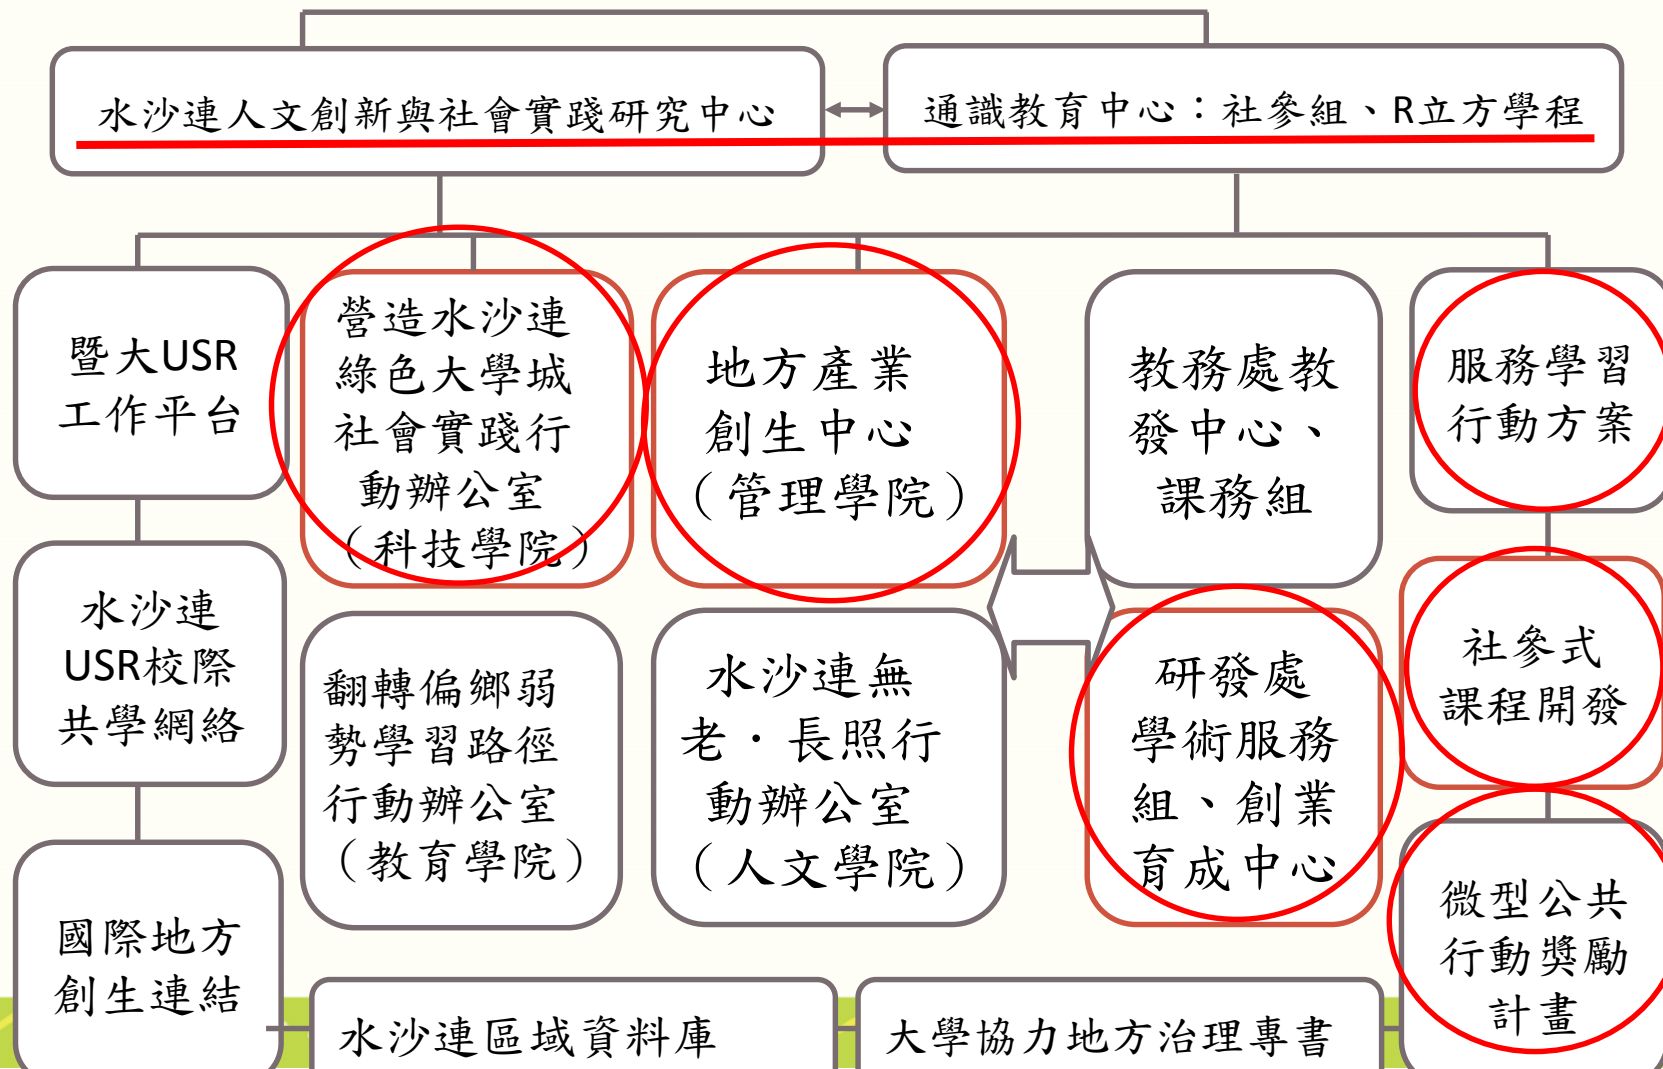 水沙連人文創新與社會實踐研究中心
通識教育中心：社參組、R立方學程
暨大USR
工作平台
營造水沙連
綠色大學城
社會實踐行
動辦公室
（科技學院）
地方產業
創生中心
（管理學院）
教務處教
發中心、
課務組
服務學習
行動方案
水沙連
USR校際
共學網絡
翻轉偏鄉弱
勢學習路徑
行動辦公室
（教育學院）
水沙連無
老．長照行
動辦公室
（人文學院）
研發處
學術服務
組、創業
育成中心
社參式
課程開發
國際地方
創生連結
微型公共
行動獎勵
計畫
水沙連區域資料庫
大學協力地方治理專書